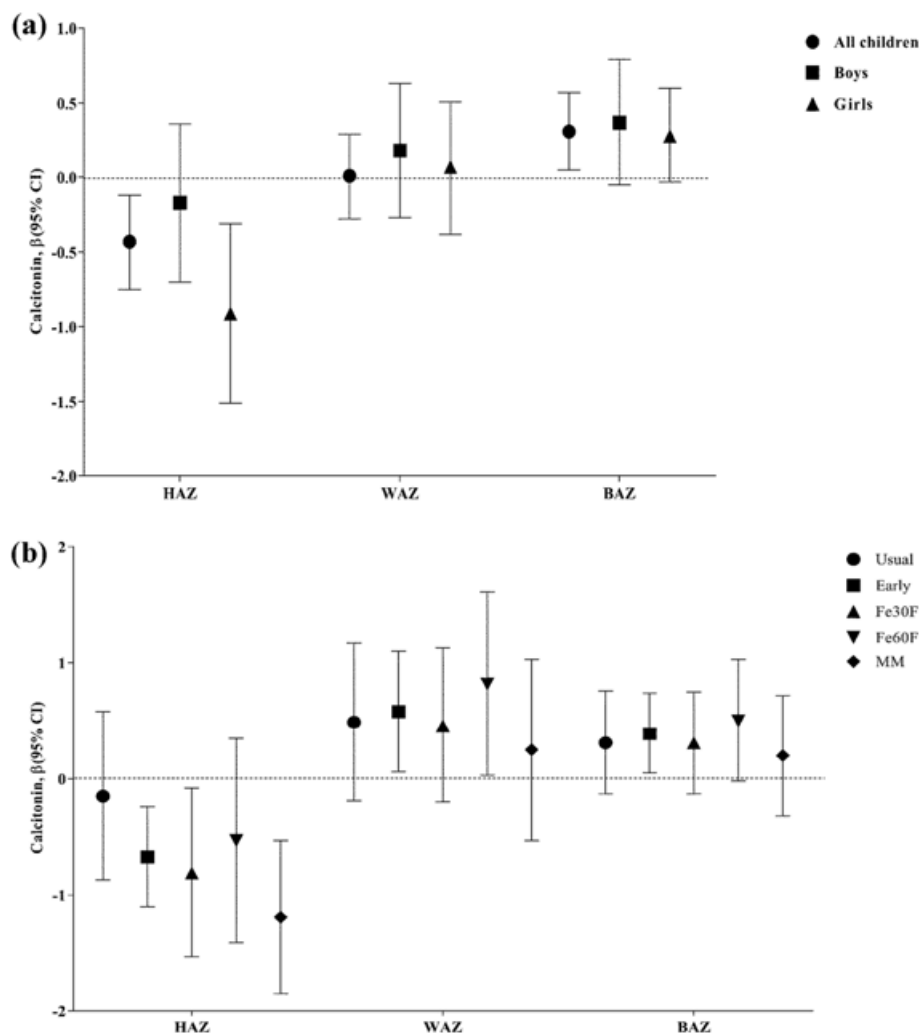 (a)
1.0
0.5
0.0
-0.5
-1.0
-1.5
-2.0
Calcitonin, β(95% CI)
HAZ WAZ BAZ
All children
Boys
Girls
(b)
2
1
0
-1
-2
Calcitonin, β(95% CI)
HAZ WAZ BAZ
Usual
Early
Fe30F
Fe60F
MM